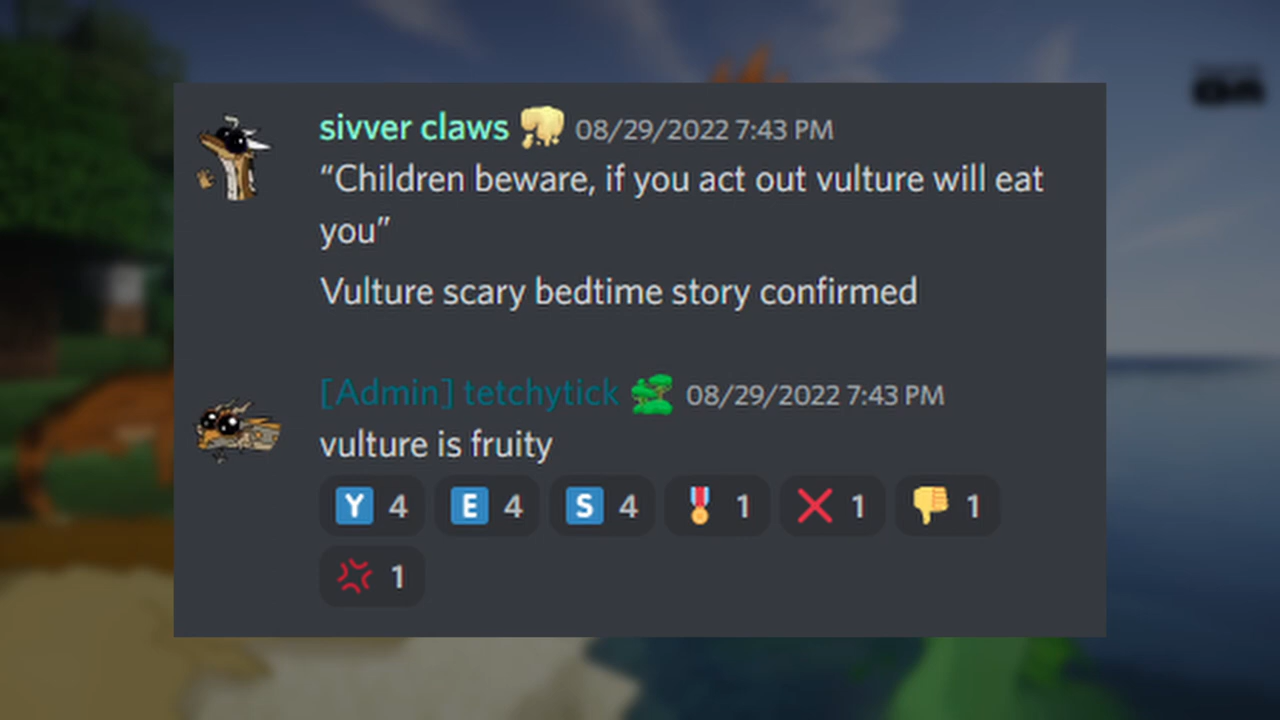 sivver claws 08/29/2022 7:43 PM
“Children beware, if you act out vulture will eat
you”
Vulture scary bedtime story confirmed
[Admin] tetchytick 08/29/2022 7:43 PM
vulture is fruity
Y 4 E 4 S 4 1 1 1
1